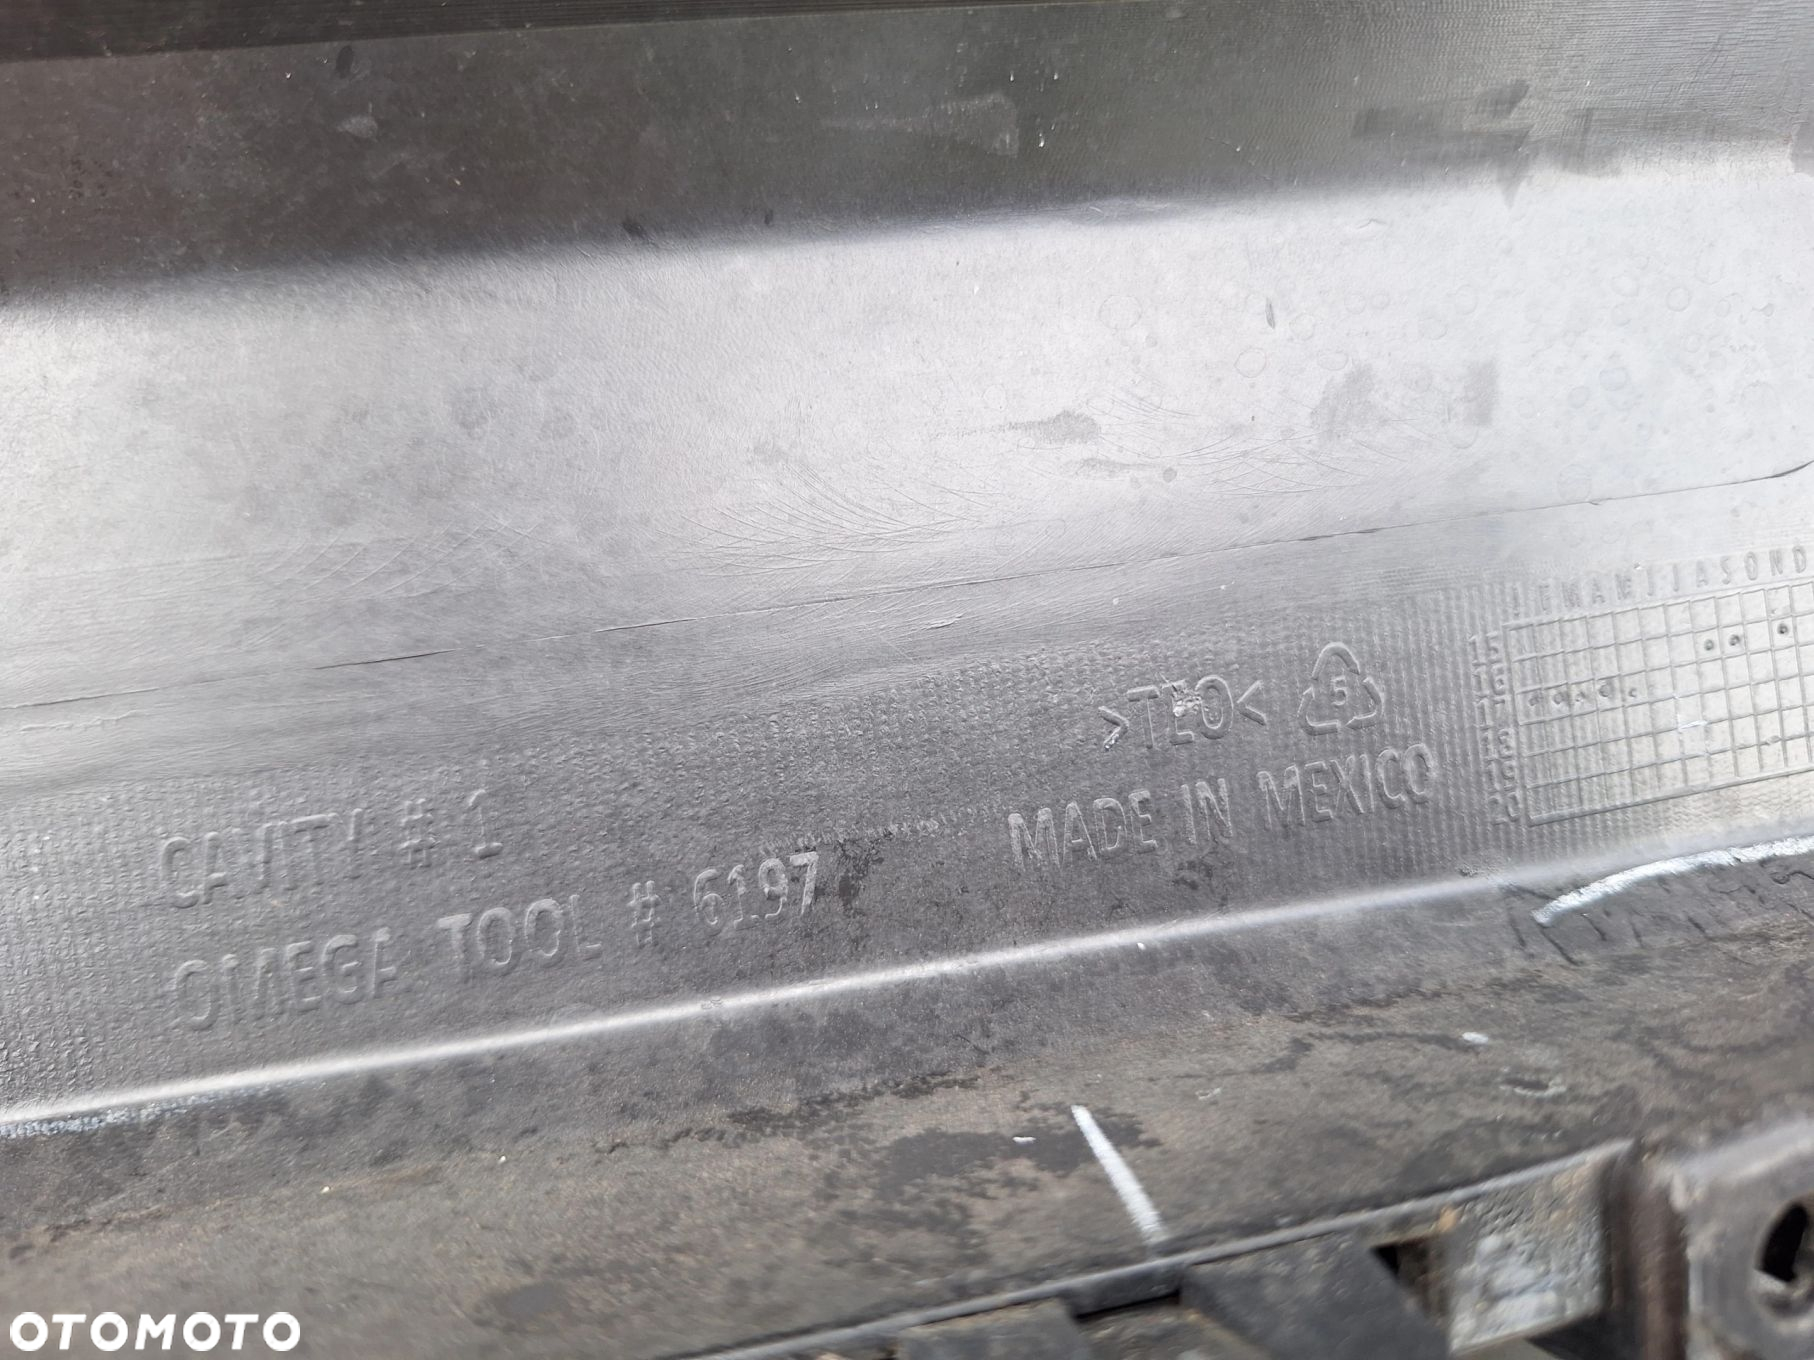 J F M A M J J A S O N D
15
16
17
18
19
20
>TEO<
5
MADE IN MEXICO
CAVITY # 1
OMEGA TOOL # 6197
OTOMOTO